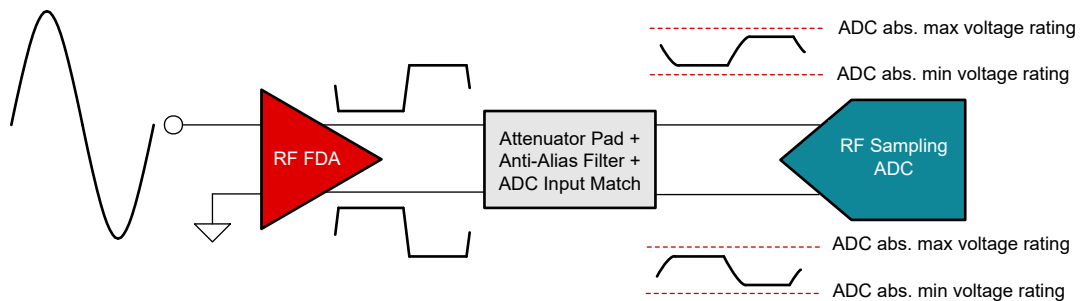 ADC abs. max voltage rating
ADC abs. min voltage rating
RF FDA
Attenuator Pad +
Anti-Alias Filter +
ADC Input Match
RF Sampling
ADC
ADC abs. max voltage rating
ADC abs. min voltage rating